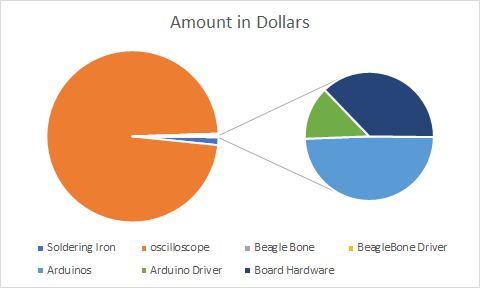 Amount in Dollars
Soldering Iron oscilloscope Beagle Bone BeagleBone Driver
Arduinos Arduino Driver Board Hardware